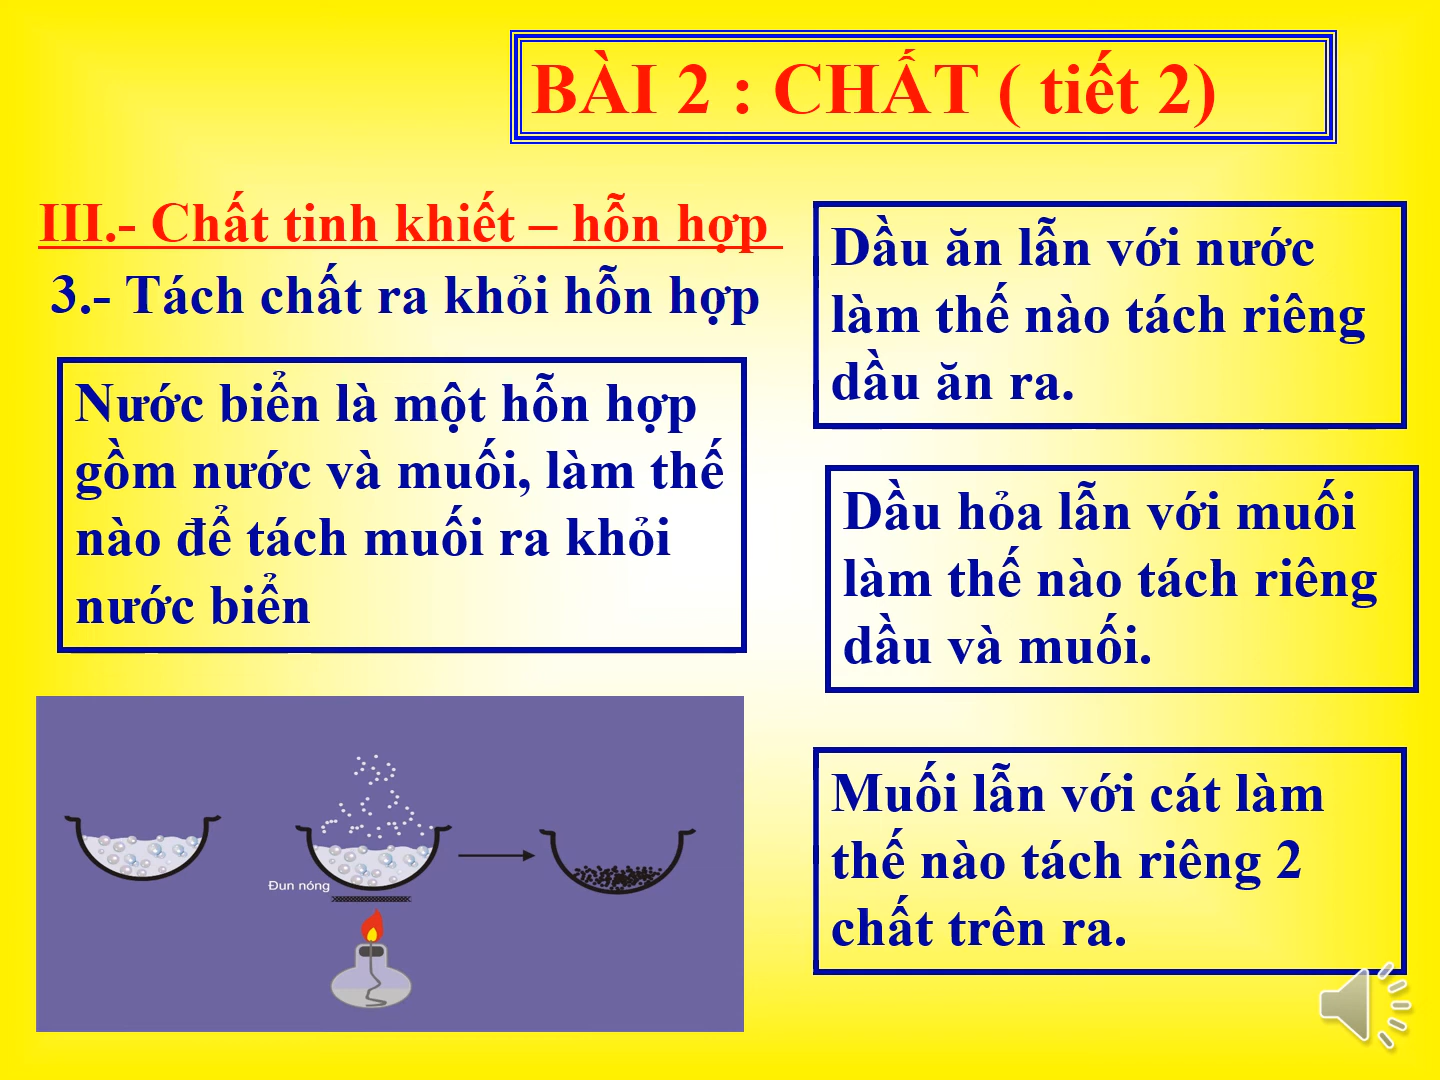 BÀI 2 : CHẤT ( tiết 2)
III.- Chất tinh khiết – hỗn hợp
3.- Tách chất ra khỏi hỗn hợp
Nước biển là một hỗn hợp
gồm nước và muối, làm thế
nào để tách muối ra khỏi
nước biển
Đun nóng
Dầu ăn lẫn với nước
làm thế nào tách riêng
dầu ăn ra.
Dầu hỏa lẫn với muối
làm thế nào tách riêng
dầu và muối.
Muối lẫn với cát làm
thế nào tách riêng 2
chất trên ra.